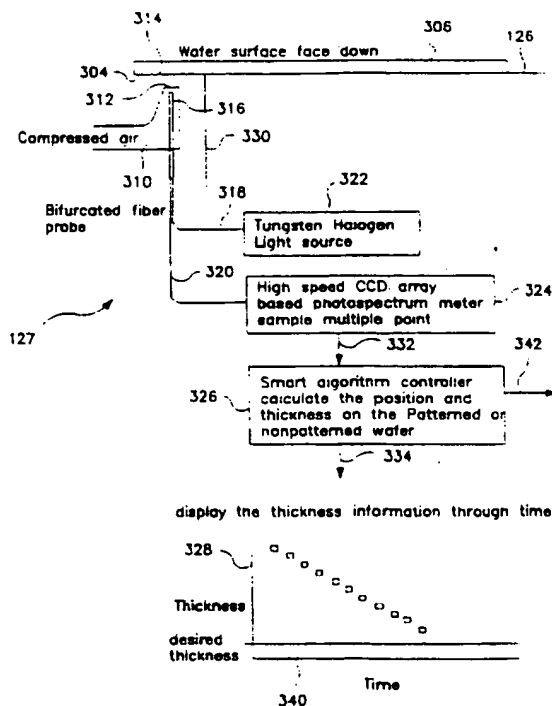 314
306
126
Water surface face down
304
312
316
Compressed air
330
310
322
Bifurcated fiber
probe
318
Tungsten Haxogen
Light source
320
High speed CCD array
based photospectrum meter
sample multiple point
324
127
332
342
326
Smart algorithm controller
calculate the position and
thickness on the Patterned or
nonpatterned wafer
334
display the thickness information through time
328
Thickness
desired
thickness
340
Time